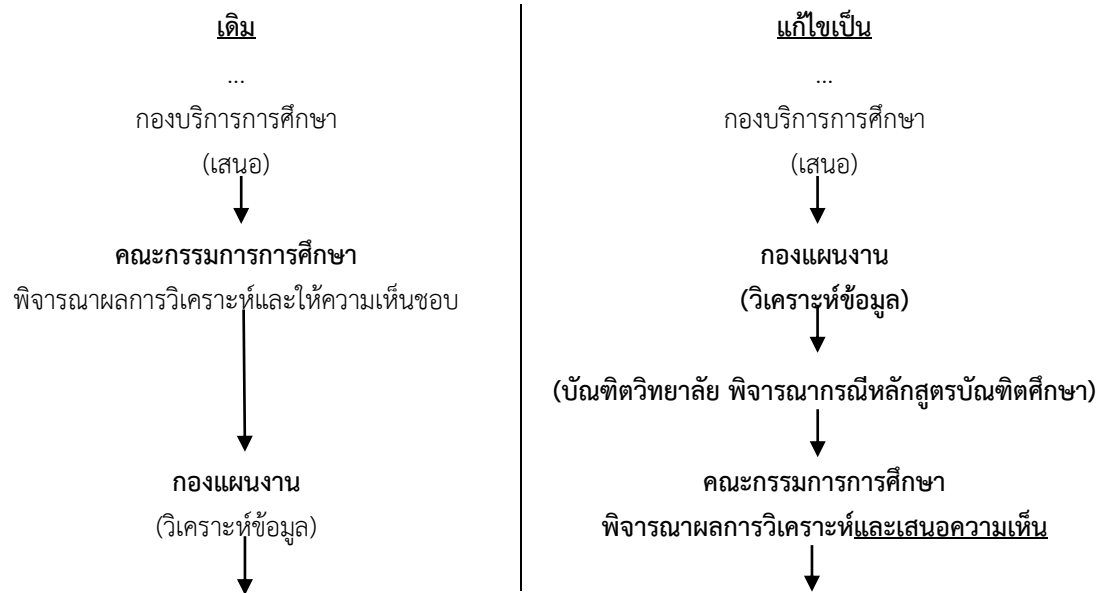 เดิม
...
กองบริการการศึกษา
(เสนอ)
คณะกรรมการการศึกษา
พิจารณาผลการวิเคราะห์และให้ความเห็นชอบ
กองแผนงาน
(วิเคราะห์ข้อมูล)
แก้ไขเป็น
...
กองบริการการศึกษา
(เสนอ)
กองแผนงาน
(วิเคราะห์ข้อมูล)
(บัณฑิตวิทยาลัย พิจารณากรณีหลักสูตรบัณฑิตศึกษา)
คณะกรรมการการศึกษา
พิจารณาผลการวิเคราะห์และเสนอความเห็น